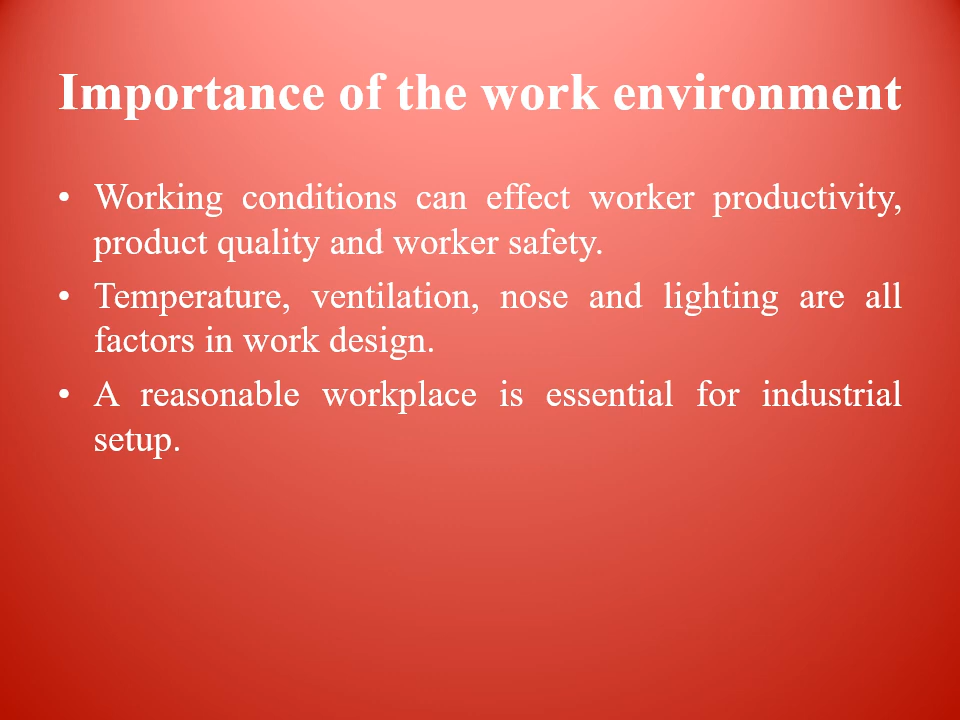 Importance of the work environment
• Working conditions can effect worker productivity,
product quality and worker safety.
• Temperature, ventilation, nose and lighting are all
factors in work design.
• A reasonable workplace is essential for industrial
setup.